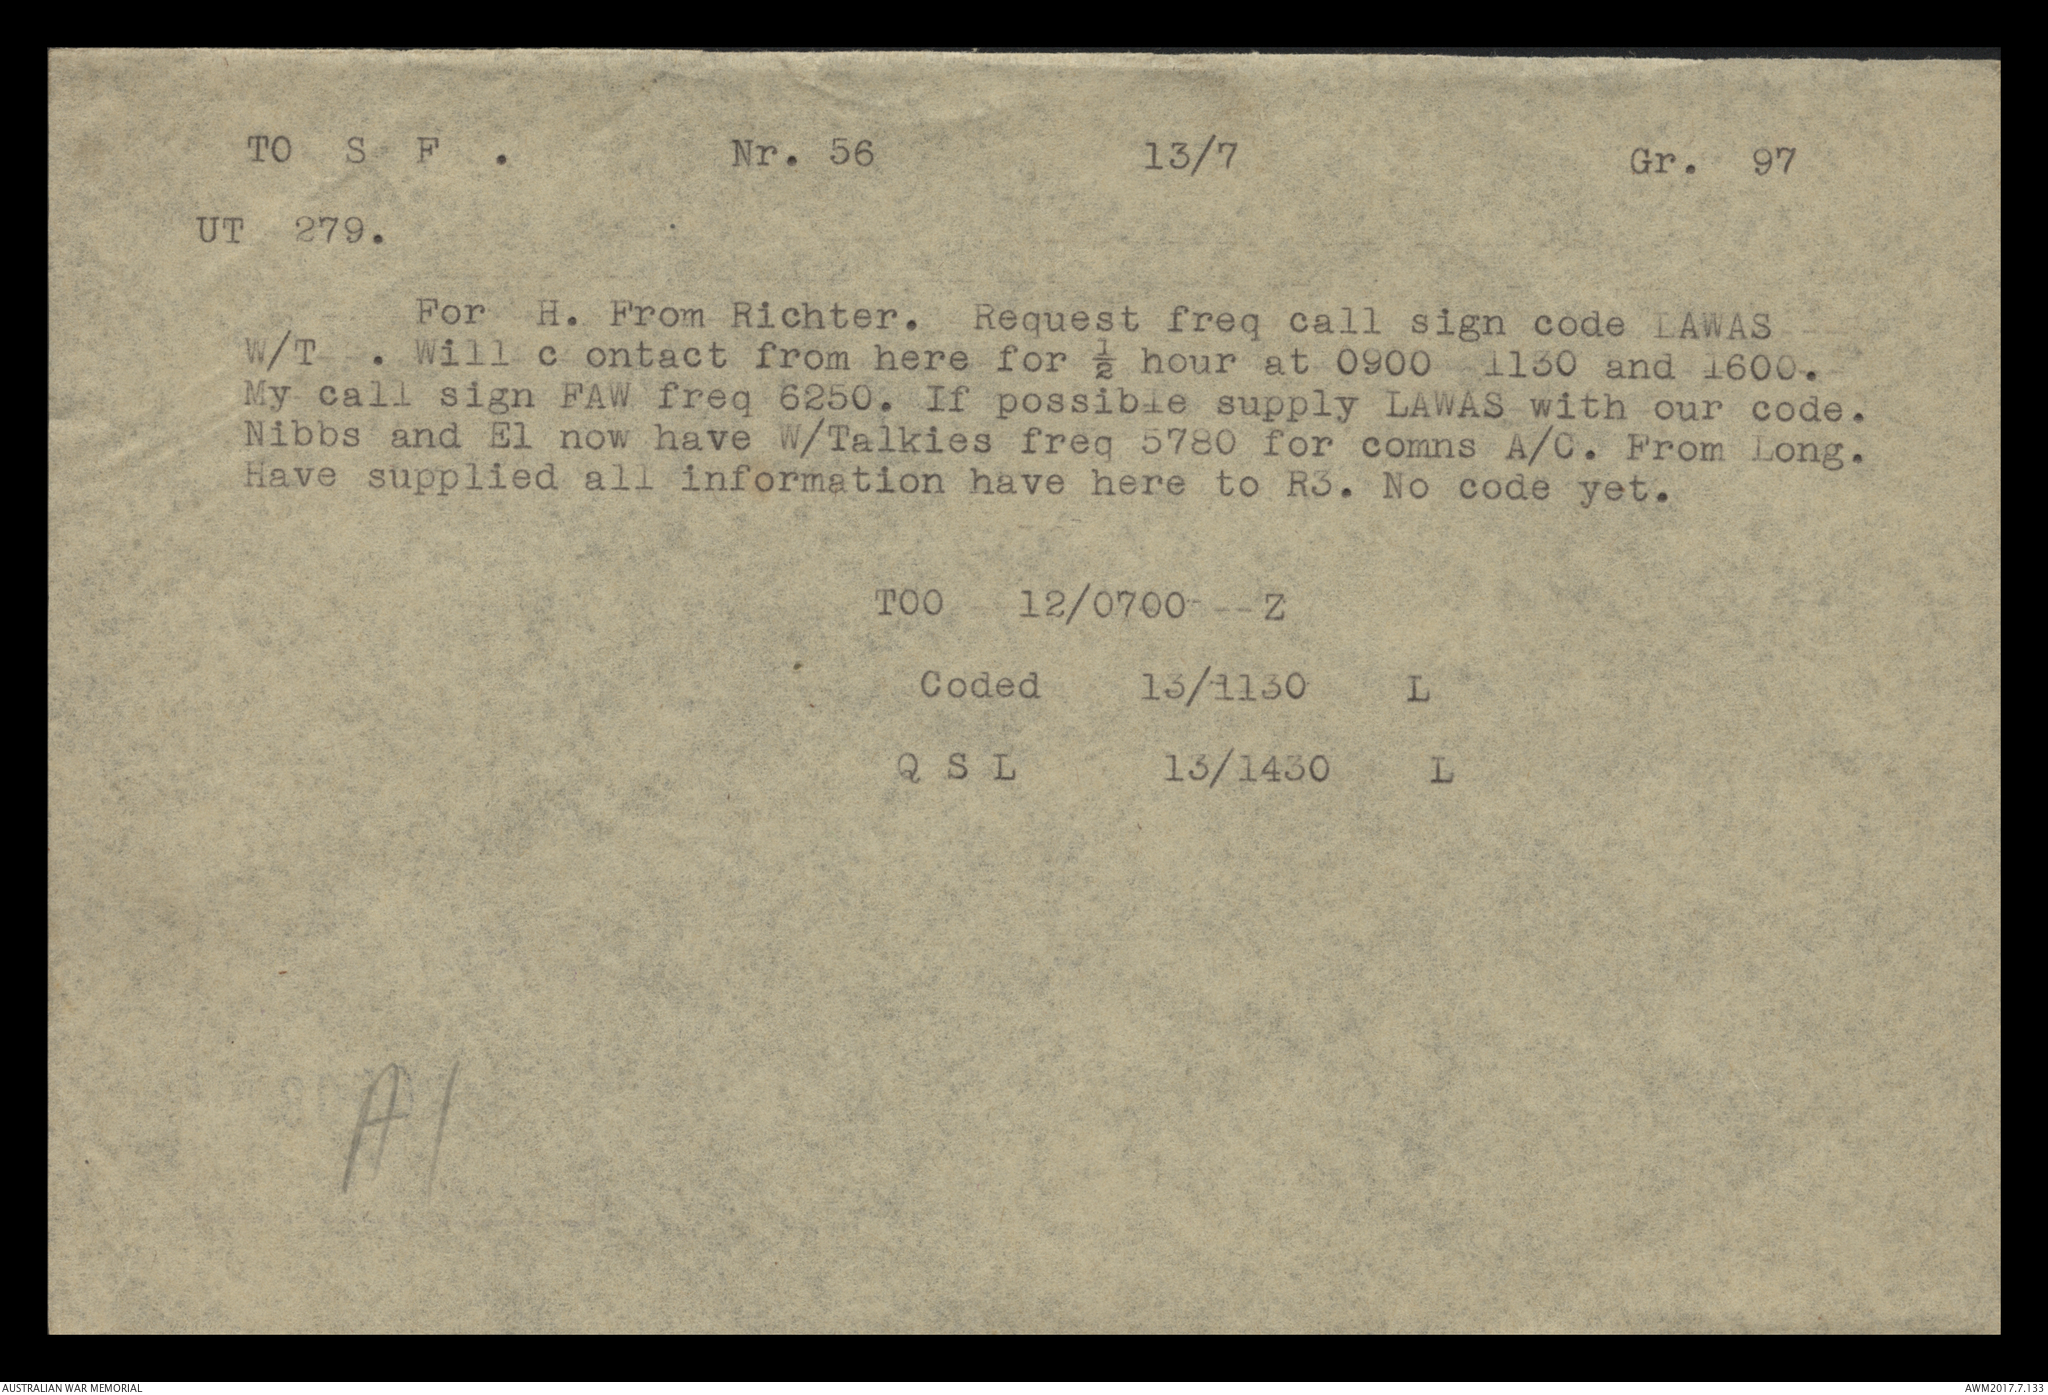 TO S F . Nr. 56 13/7 Gr. 97
UT 279.
For H. From Richter. Request freq call sign code LAWAS
W/T . Will c ontact from here for ½ hour at 0900 1130 and 1600.
My call sign FAW freq 6250. If possible supply LAWAS with our code.
Nibbs and El now have W/Talkies freq 5780 for comns A/C. From Long.
Have supplied all information have here to R3. No code yet.
TOO 12/0700 Z
Coded 13/1130 L
Q S L 13/1430 L
A1
AUSTRALIAN WAR MEMORIAL AWM2017.7.133